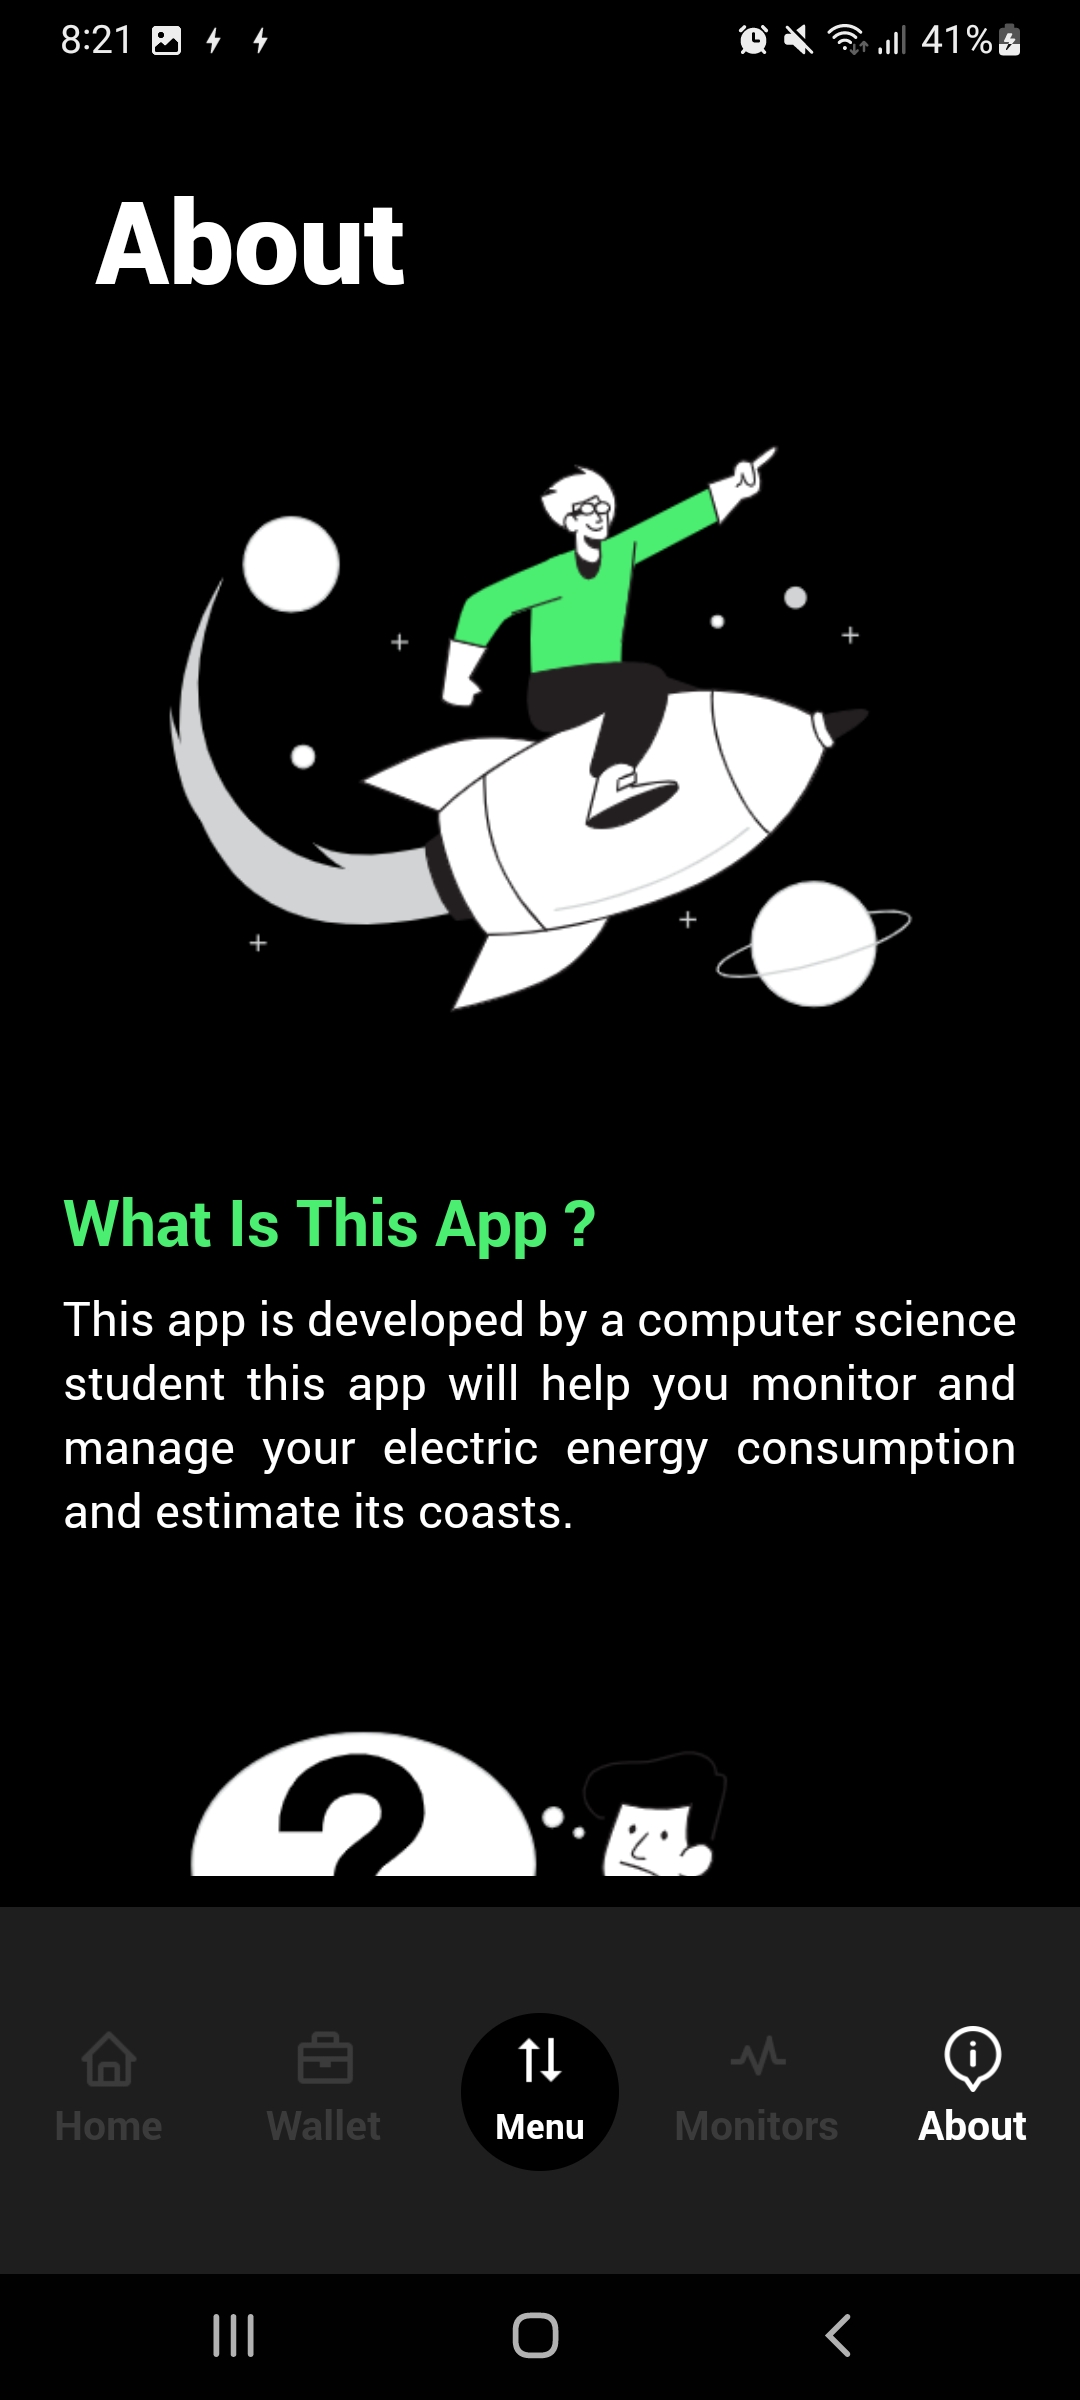 8:21 41%
About
What Is This App ?
This app is developed by a computer science
student this app will help you monitor and
manage your electric energy consumption
and estimate its coasts.
?
Home Wallet Menu Monitors About